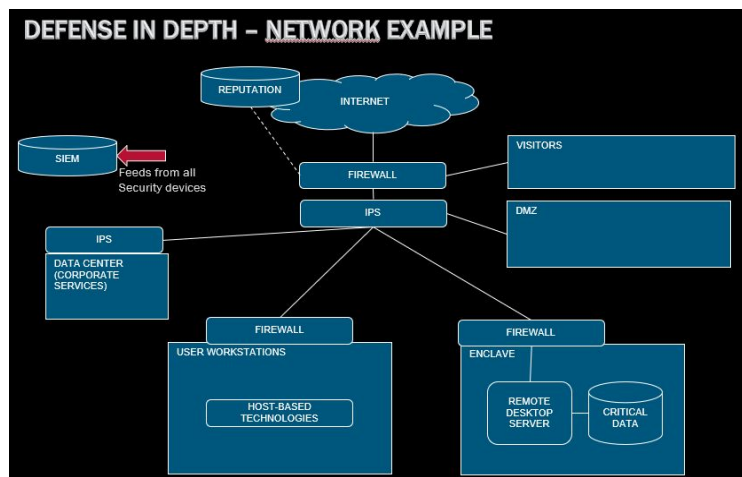 DEFENSE IN DEPTH – NETWORK EXAMPLE
REPUTATION
INTERNET
SIEM
Feeds from all
Security devices
FIREWALL
VISITORS
IPS
DMZ
IPS
DATA CENTER
(CORPORATE
SERVICES)
FIREWALL
USER WORKSTATIONS
HOST-BASED
TECHNOLOGIES
FIREWALL
ENCLAVE
REMOTE
DESKTOP
SERVER
CRITICAL
DATA